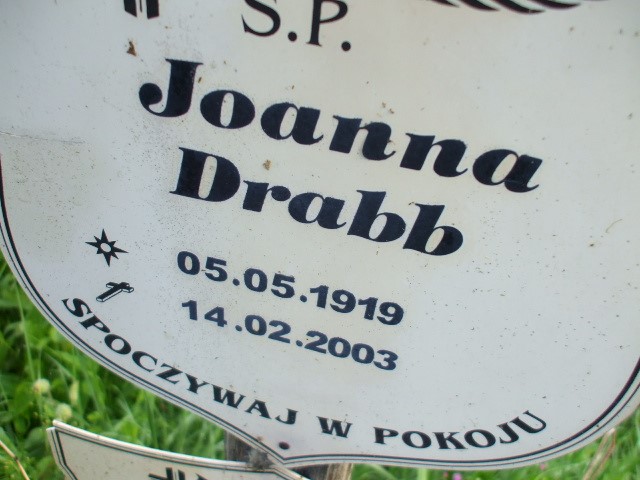 S.P.
Joanna
Drabb
05.05.1919
14.02.2003
SPOCZYWAJ W POKOJU